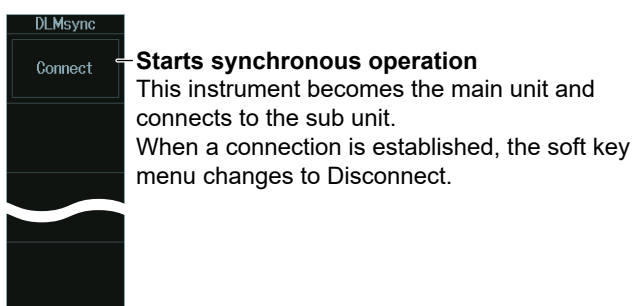 DLMsync
Connect
Starts synchronous operation
This instrument becomes the main unit and
connects to the sub unit.
When a connection is established, the soft key
menu changes to Disconnect.